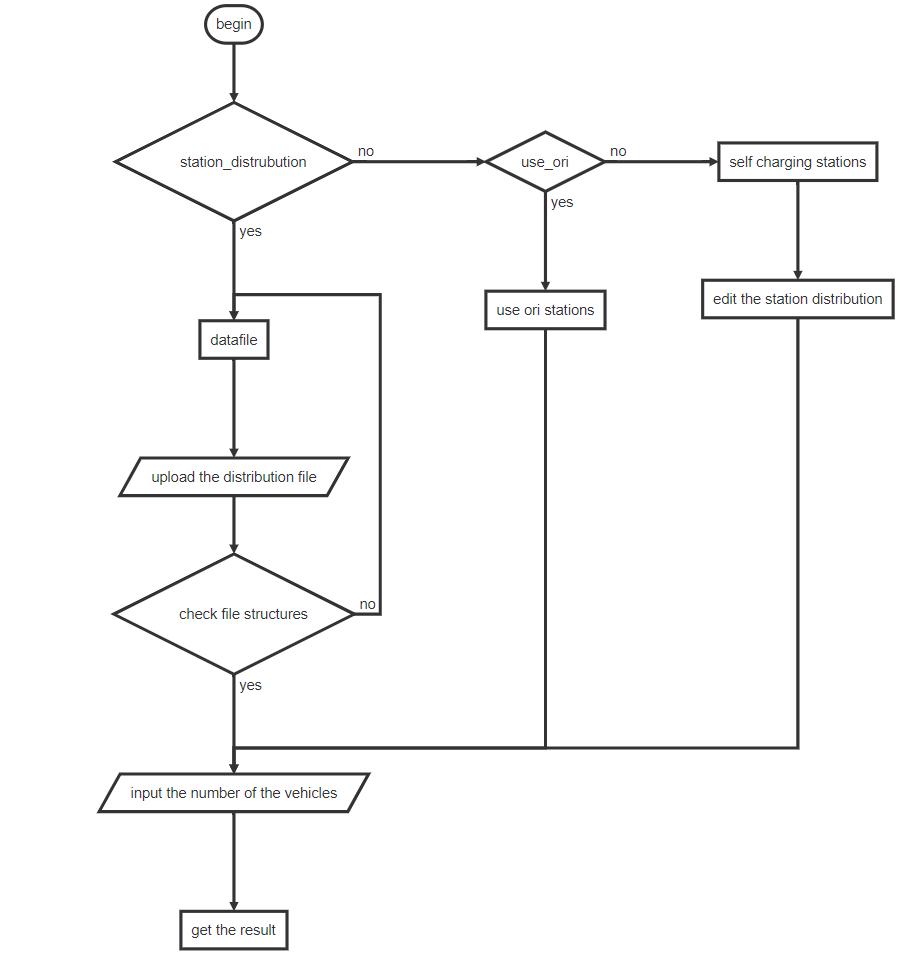 begin
station_distrubution
no
use_ori
no
self charging stations
yes
yes
edit the station distribution
use ori stations
datafile
upload the distribution file
check file structures
no
yes
input the number of the vehicles
get the result